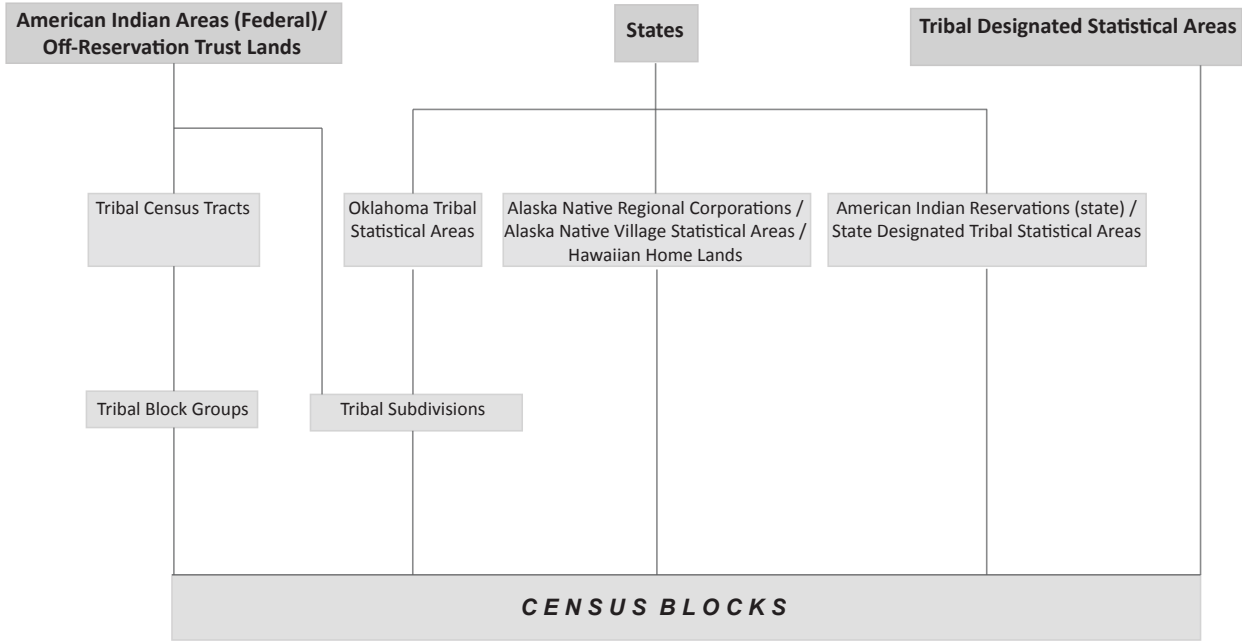 American Indian Areas (Federal)/
Off-Reservation Trust Lands
States
Tribal Designated Statistical Areas
Tribal Census Tracts
Oklahoma Tribal
Statistical Areas
Alaska Native Regional Corporations /
Alaska Native Village Statistical Areas /
Hawaiian Home Lands
American Indian Reservations (state) /
State Designated Tribal Statistical Areas
Tribal Block Groups
Tribal Subdivisions
CENSUS BLOCKS